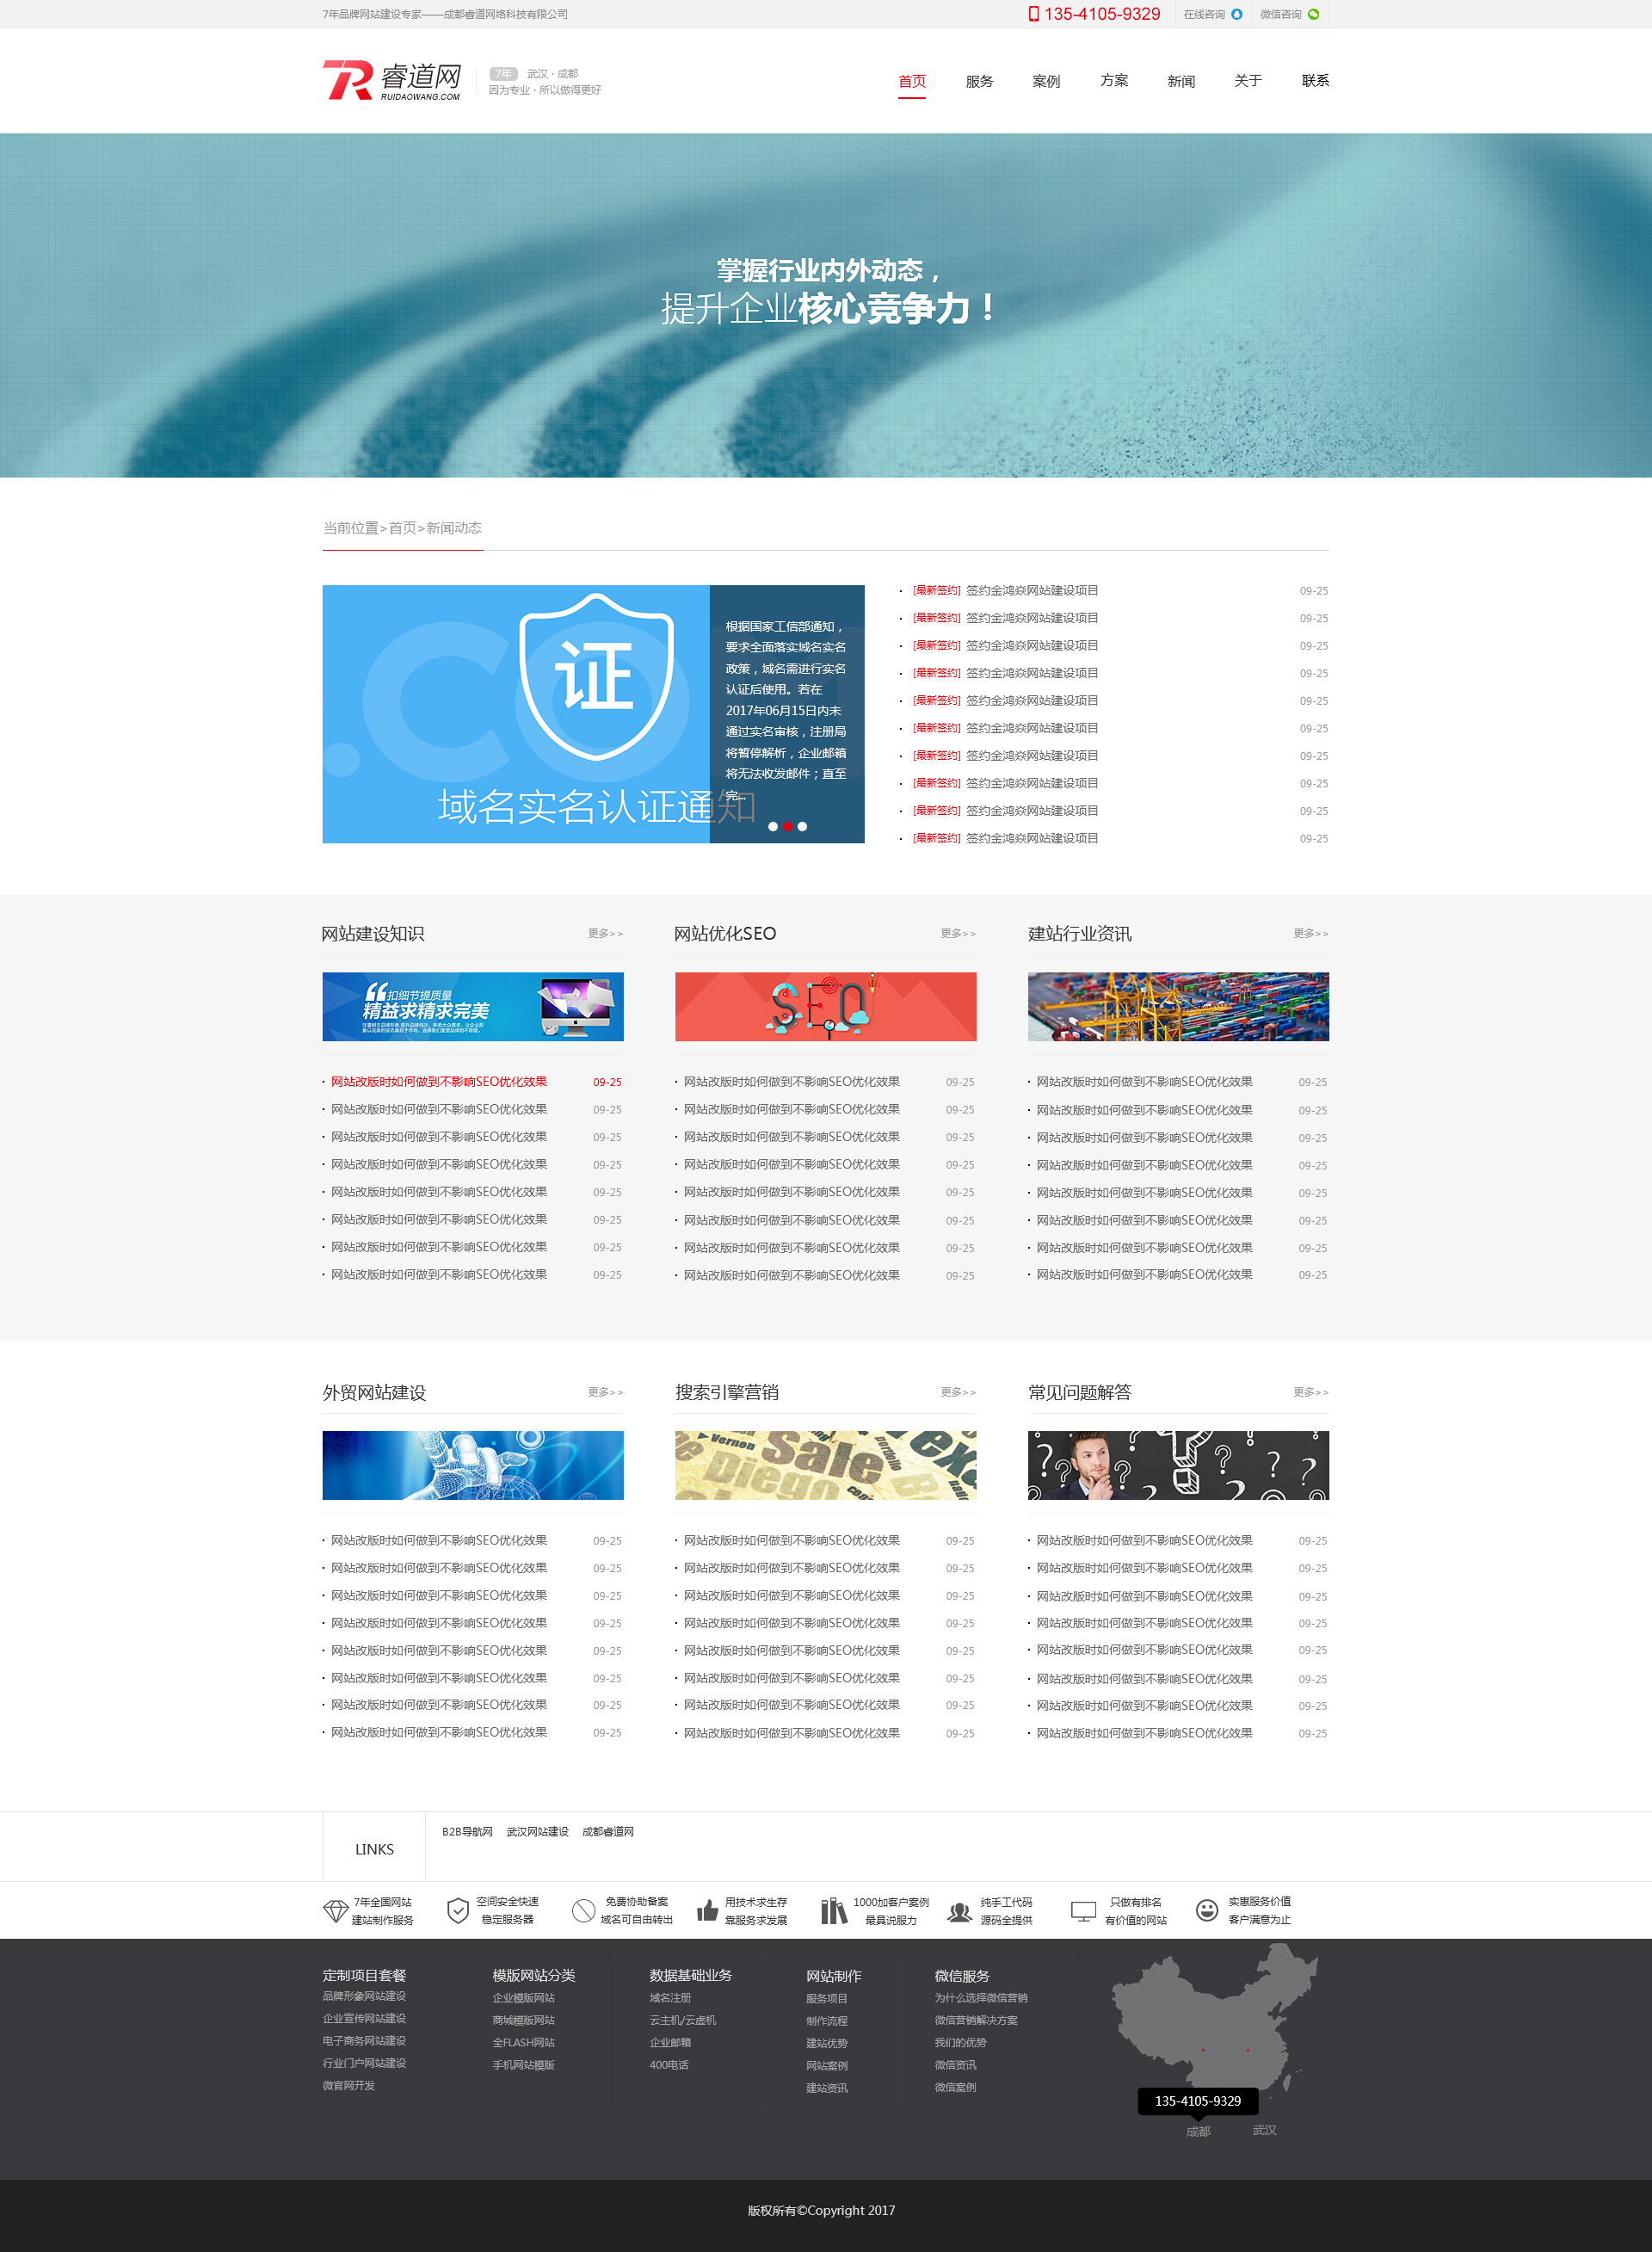 7年品牌网站建设专家——成都睿道网络科技有限公司
135-4105-9329
在线咨询
微信咨询
睿道网
RUIDAOWANG.COM
7年 武汉·成都
因为专业·所以做得更好
首页 服务 案例 方案 新闻 关于 联系
掌握行业内外动态，
提升企业核心竞争力！
当前位置>首页>新闻动态
.CO
证
域名实名认证通知
根据国家工信部通知，
要求全面落实域名实名
政策，域名需进行实名
认证后使用。若在
2017年06月15日内未
通过实名审核，注册局
将暂停解析，企业邮箱
将无法收发邮件；直至
完...
· [最新签约] 签约金鸿焱网站建设项目 09-25
· [最新签约] 签约金鸿焱网站建设项目 09-25
· [最新签约] 签约金鸿焱网站建设项目 09-25
· [最新签约] 签约金鸿焱网站建设项目 09-25
· [最新签约] 签约金鸿焱网站建设项目 09-25
· [最新签约] 签约金鸿焱网站建设项目 09-25
· [最新签约] 签约金鸿焱网站建设项目 09-25
· [最新签约] 签约金鸿焱网站建设项目 09-25
· [最新签约] 签约金鸿焱网站建设项目 09-25
· [最新签约] 签约金鸿焱网站建设项目 09-25
网站建设知识 更多>>
扣细节提质量
精益求精求完美
· 网站改版时如何做到不影响SEO优化效果 09-25
· 网站改版时如何做到不影响SEO优化效果 09-25
· 网站改版时如何做到不影响SEO优化效果 09-25
· 网站改版时如何做到不影响SEO优化效果 09-25
· 网站改版时如何做到不影响SEO优化效果 09-25
· 网站改版时如何做到不影响SEO优化效果 09-25
· 网站改版时如何做到不影响SEO优化效果 09-25
· 网站改版时如何做到不影响SEO优化效果 09-25
网站优化SEO 更多>>
SEO
· 网站改版时如何做到不影响SEO优化效果 09-25
· 网站改版时如何做到不影响SEO优化效果 09-25
· 网站改版时如何做到不影响SEO优化效果 09-25
· 网站改版时如何做到不影响SEO优化效果 09-25
· 网站改版时如何做到不影响SEO优化效果 09-25
· 网站改版时如何做到不影响SEO优化效果 09-25
· 网站改版时如何做到不影响SEO优化效果 09-25
· 网站改版时如何做到不影响SEO优化效果 09-25
建站行业资讯 更多>>
· 网站改版时如何做到不影响SEO优化效果 09-25
· 网站改版时如何做到不影响SEO优化效果 09-25
· 网站改版时如何做到不影响SEO优化效果 09-25
· 网站改版时如何做到不影响SEO优化效果 09-25
· 网站改版时如何做到不影响SEO优化效果 09-25
· 网站改版时如何做到不影响SEO优化效果 09-25
· 网站改版时如何做到不影响SEO优化效果 09-25
· 网站改版时如何做到不影响SEO优化效果 09-25
外贸网站建设 更多>>
· 网站改版时如何做到不影响SEO优化效果 09-25
· 网站改版时如何做到不影响SEO优化效果 09-25
· 网站改版时如何做到不影响SEO优化效果 09-25
· 网站改版时如何做到不影响SEO优化效果 09-25
· 网站改版时如何做到不影响SEO优化效果 09-25
· 网站改版时如何做到不影响SEO优化效果 09-25
· 网站改版时如何做到不影响SEO优化效果 09-25
· 网站改版时如何做到不影响SEO优化效果 09-25
搜索引擎营销 更多>>
Vernon
Sale
Diego
portfolio
· 网站改版时如何做到不影响SEO优化效果 09-25
· 网站改版时如何做到不影响SEO优化效果 09-25
· 网站改版时如何做到不影响SEO优化效果 09-25
· 网站改版时如何做到不影响SEO优化效果 09-25
· 网站改版时如何做到不影响SEO优化效果 09-25
· 网站改版时如何做到不影响SEO优化效果 09-25
· 网站改版时如何做到不影响SEO优化效果 09-25
· 网站改版时如何做到不影响SEO优化效果 09-25
常见问题解答 更多>>
· 网站改版时如何做到不影响SEO优化效果 09-25
· 网站改版时如何做到不影响SEO优化效果 09-25
· 网站改版时如何做到不影响SEO优化效果 09-25
· 网站改版时如何做到不影响SEO优化效果 09-25
· 网站改版时如何做到不影响SEO优化效果 09-25
· 网站改版时如何做到不影响SEO优化效果 09-25
· 网站改版时如何做到不影响SEO优化效果 09-25
· 网站改版时如何做到不影响SEO优化效果 09-25
LINKS
B2B导航网 武汉网站建设 成都睿道网
7年全国网站
建站制作服务
空间安全快速
稳定服务器
免费协助备案
域名可自由转出
用技术求生存
靠服务求发展
1000加客户案例
最具说服力
纯手工代码
源码全提供
只做有排名
有价值的网站
实惠服务价值
客户满意为止
定制项目套餐
品牌形象网站建设
企业宣传网站建设
电子商务网站建设
行业门户网站建设
微官网开发
模版网站分类
企业模版网站
商城模版网站
全FLASH网站
手机网站模版
数据基础业务
域名注册
云主机/云虚机
企业邮箱
400电话
网站制作
服务项目
制作流程
建站优势
网站案例
建站资讯
微信服务
为什么选择微信营销
微信营销解决方案
我们的优势
微信资讯
微信案例
135-4105-9329
成都
武汉
版权所有©Copyright 2017